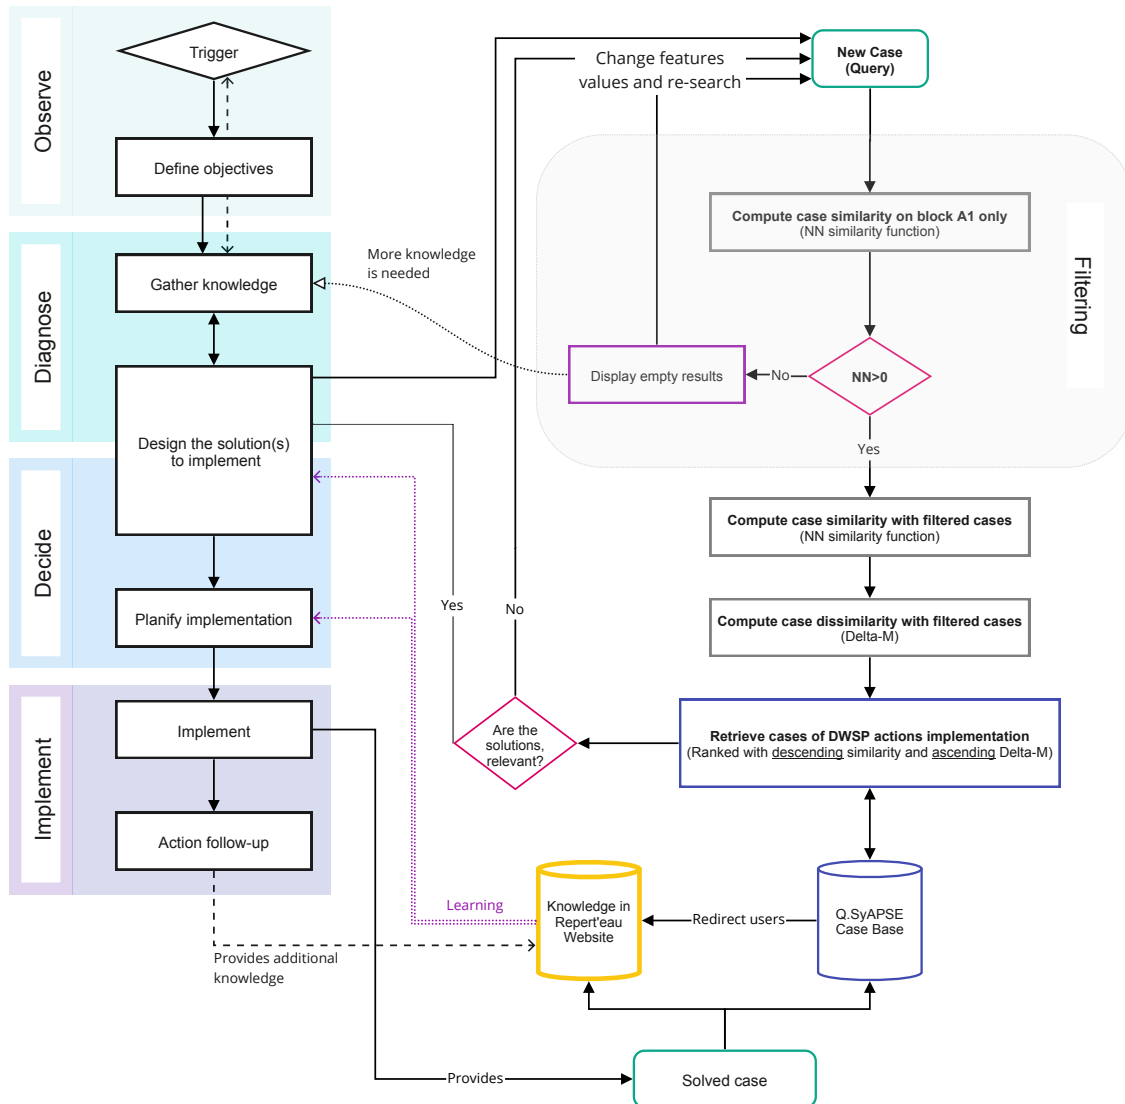 Observe
Trigger
Define objectives
Diagnose
Gather knowledge
Design the solution(s)
to implement
Decide
Planify implementation
Implement
Implement
Action follow-up
Change features
values and re-search
New Case
(Query)
Filtering
Compute case similarity on block A1 only
(NN similarity function)
More knowledge
is needed
Display empty results
No
NN>0
Yes
Compute case similarity with filtered cases
(NN similarity function)
Compute case dissimilarity with filtered cases
(Delta-M)
Yes
No
Are the
solutions,
relevant?
Retrieve cases of DWSP actions implementation
(Ranked with descending similarity and ascending Delta-M)
Learning
Knowledge in
Repert'eau
Website
Redirect users
Q.SyAPSE
Case Base
Provides additional
knowledge
Provides
Solved case